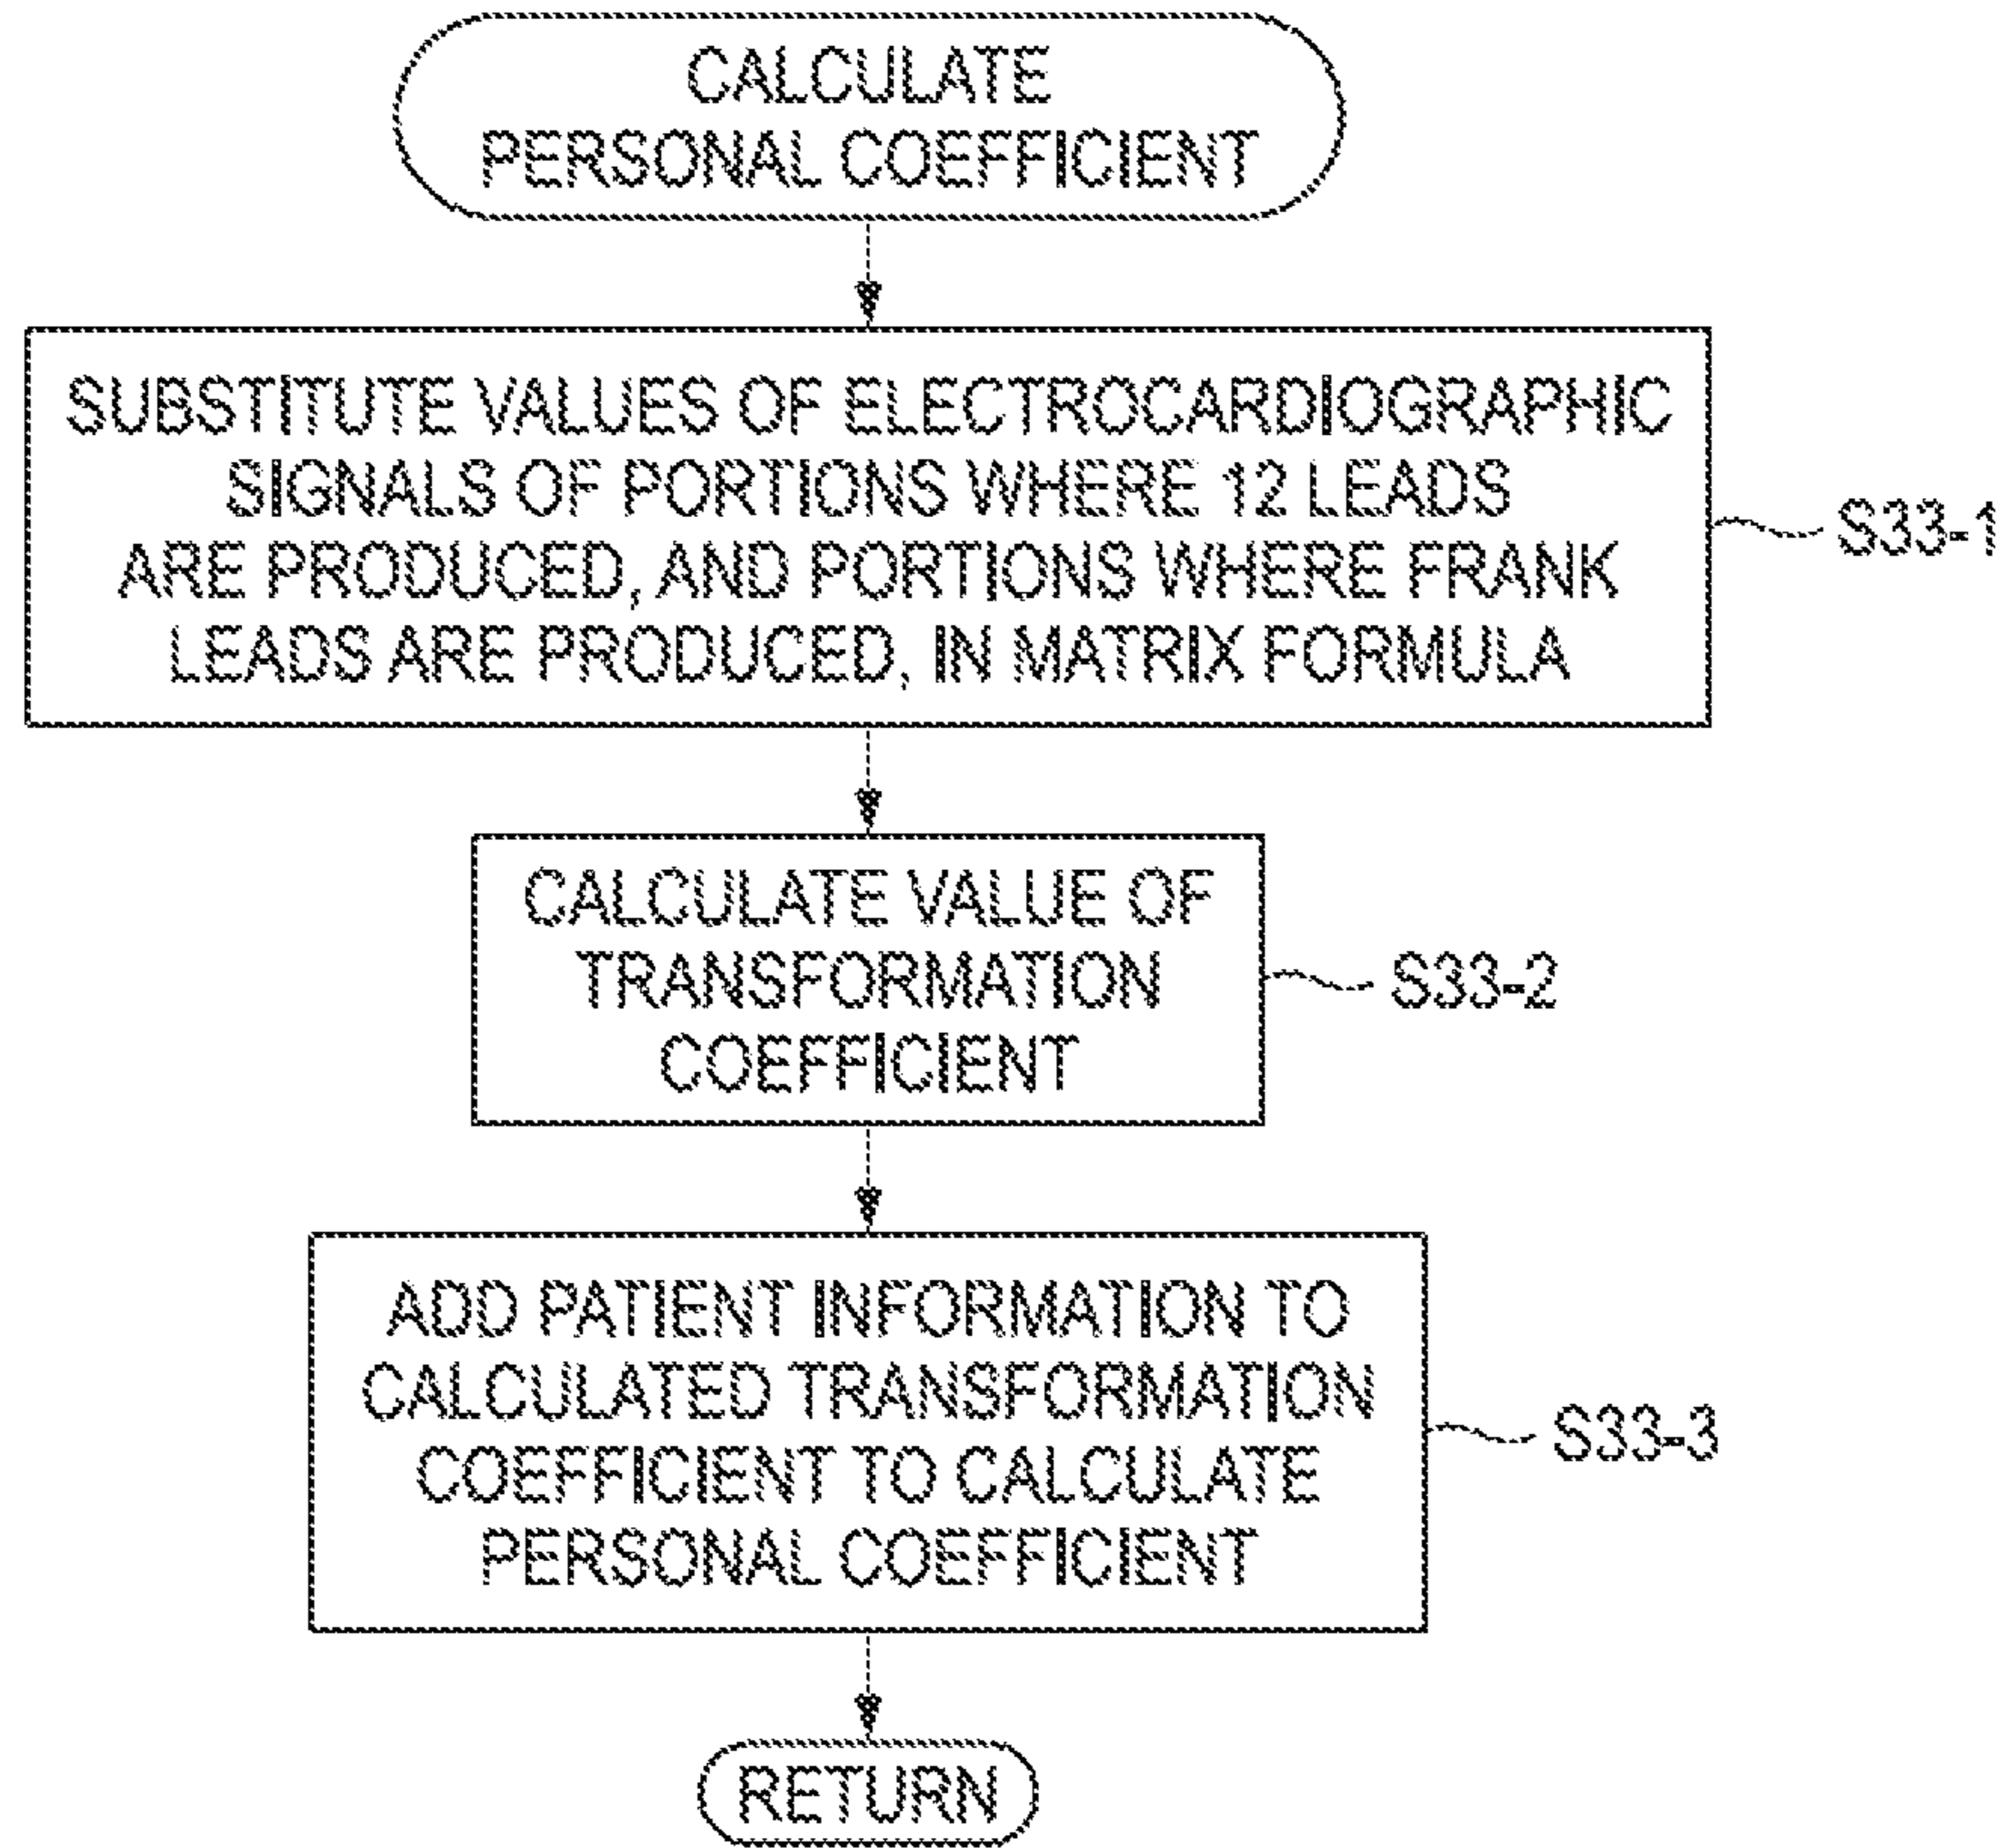 CALCULATE
PERSONAL COEFFICIENT
SUBSTITUTE VALUES OF ELECTROCARDIOGRAPHIC
SIGNALS OF PORTIONS WHERE 12 LEADS
ARE PRODUCED, AND PORTIONS WHERE FRANK
LEADS ARE PRODUCED, IN MATRIX FORMULA
S33-1
CALCULATE VALUE OF
TRANSFORMATION
COEFFICIENT
S33-2
ADD PATIENT INFORMATION TO
CALCULATED TRANSFORMATION
COEFFICIENT TO CALCULATE
PERSONAL COEFFICIENT
S33-3
RETURN